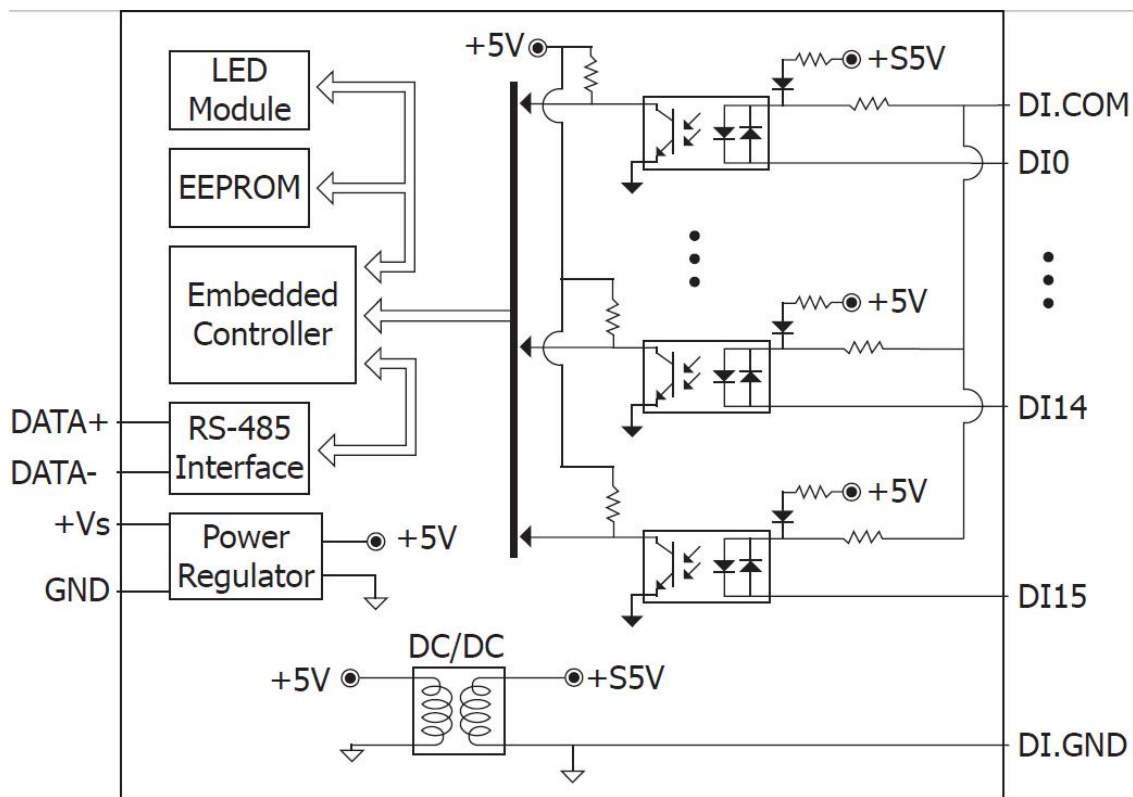 LED
Module
EEPROM
Embedded
Controller
RS-485
Interface
Power
Regulator
DATA+
DATA-
+Vs
GND
+5V
+5V
+S5V
DI.COM
DI0
+5V
DI14
+5V
DI15
DC/DC
+5V
+S5V
DI.GND